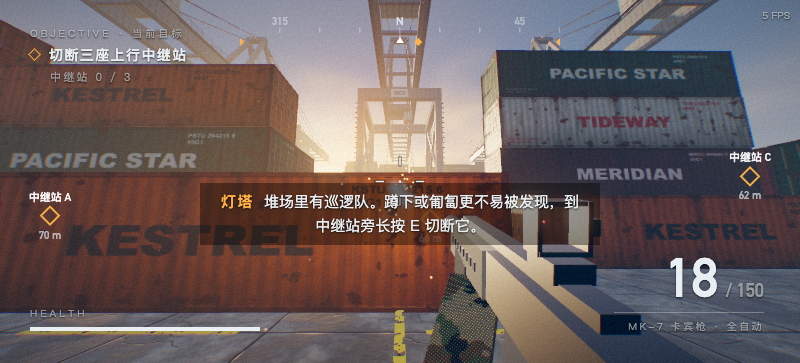 315
N
45
5 FPS
OBJECTIVE · 当前目标
切断三座上行中继站
中继站 0 / 3
KESTREL
PACIFIC STAR
PACIFIC STAR
TIDEWAY
MERIDIAN
中继站 A
70 m
中继站 C
62 m
灯塔 堆场里有巡逻队。蹲下或匍匐更不易被发现，到
中继站旁长按 E 切断它。
KESTREL
KESTREL
18 / 150
HEALTH
MK-7 卡宾枪 · 全自动